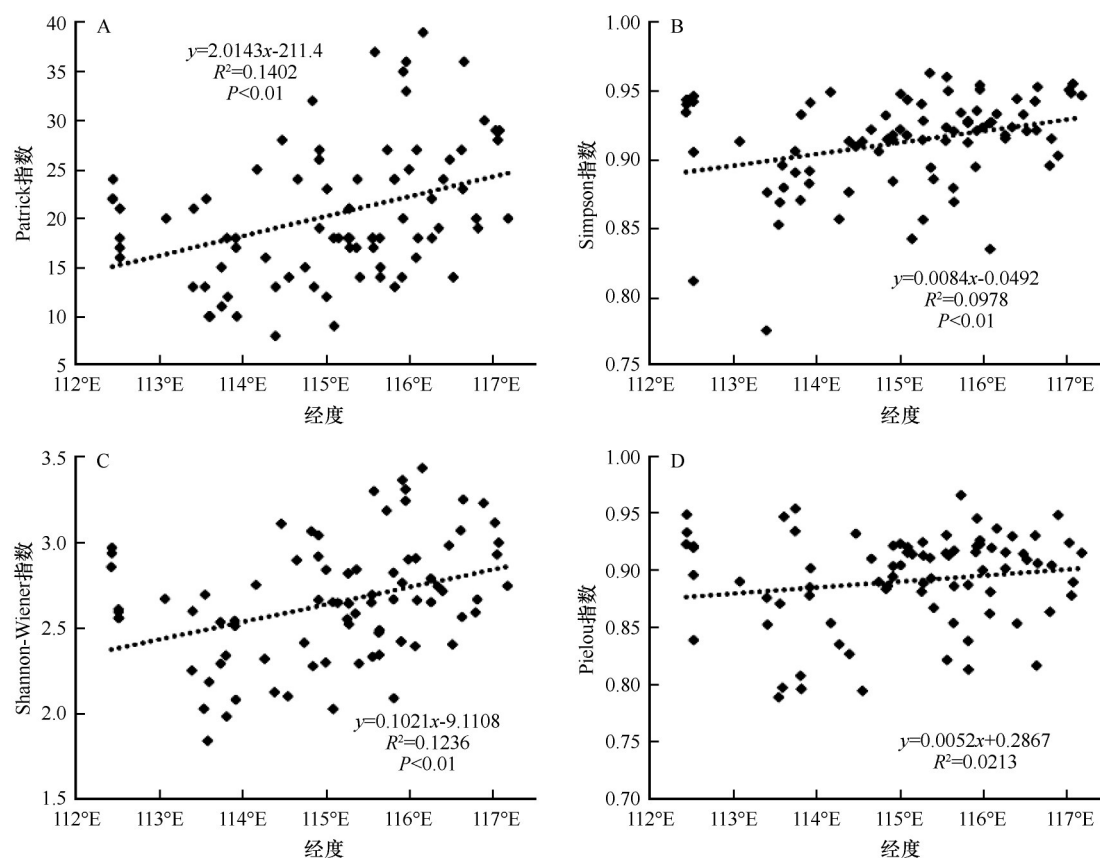 A
Patrick指数
40
35
30
25
20
15
10
5
y=2.0143x-211.4
R²=0.1402
P<0.01
112°E 113°E 114°E 115°E 116°E 117°E
经度
B
Simpson指数
1.00
0.95
0.90
0.85
0.80
0.75
y=0.0084x-0.0492
R²=0.0978
P<0.01
112°E 113°E 114°E 115°E 116°E 117°E
经度
C
Shannon-Wiener指数
3.5
3.0
2.5
2.0
1.5
y=0.1021x-9.1108
R²=0.1236
P<0.01
112°E 113°E 114°E 115°E 116°E 117°E
经度
D
Pielou指数
1.00
0.95
0.90
0.85
0.80
0.75
0.70
y=0.0052x+0.2867
R²=0.0213
112°E 113°E 114°E 115°E 116°E 117°E
经度